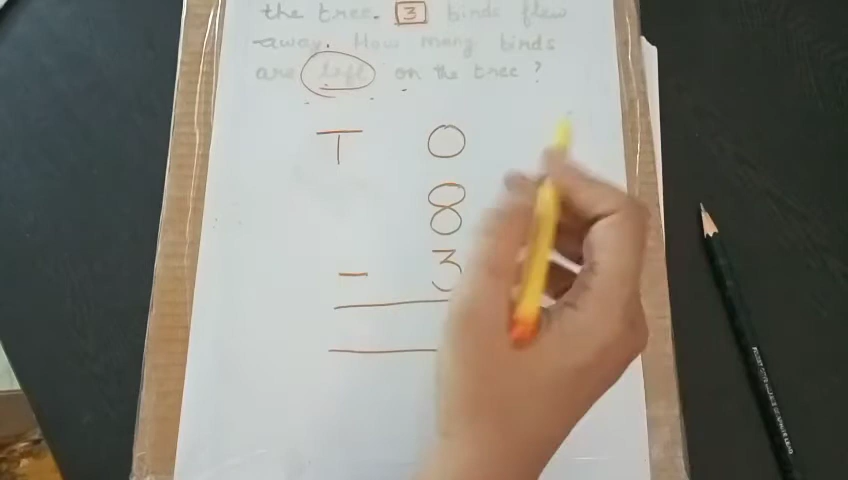 the tree. 3 birds flew
away. How many birds
are left on the tree?
T O
8
- 3